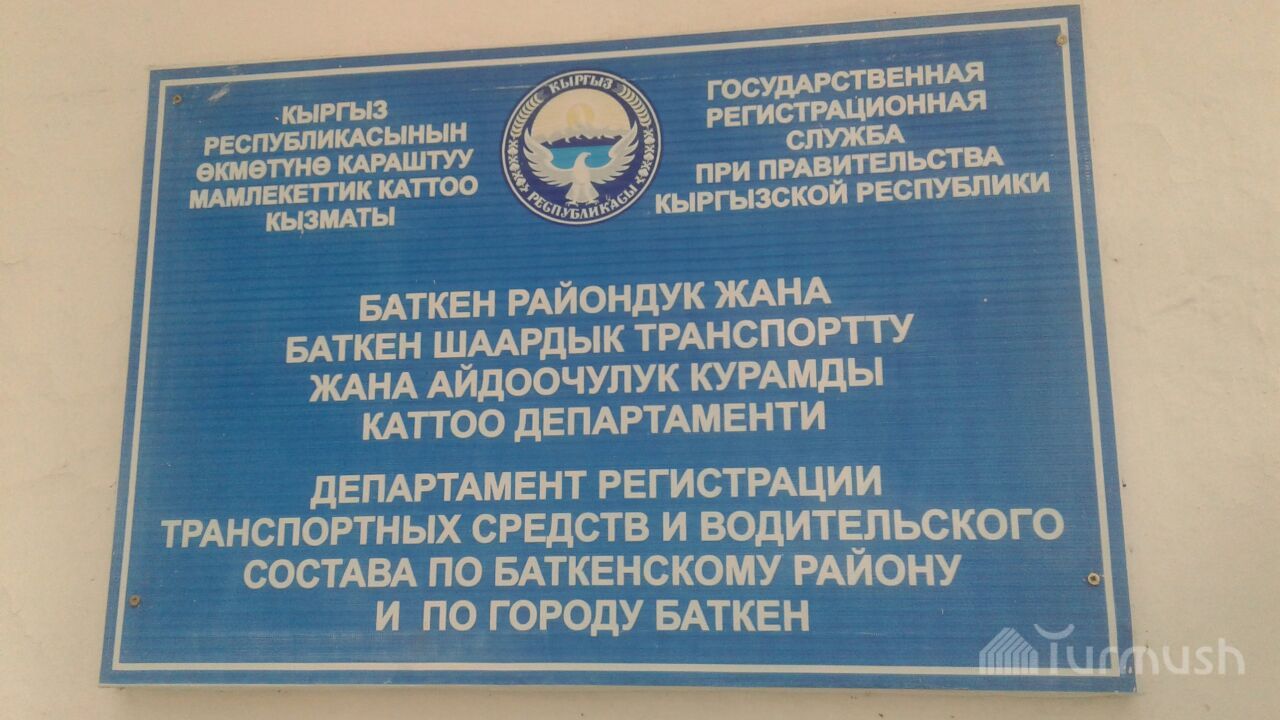 КЫРГЫЗ
РЕСПУБЛИКАСЫНЫН
ӨКМӨТҮНӨ КАРАШТУУ
МАМЛЕКЕТТИК КАТТОО
КЫЗМАТЫ
КЫРГЫЗ
РЕСПУБЛИКАСЫ
ГОСУДАРСТВЕННАЯ
РЕГИСТРАЦИОННАЯ
СЛУЖБА
ПРИ ПРАВИТЕЛЬСТВА
КЫРГЫЗСКОЙ РЕСПУБЛИКИ
БАТКЕН РАЙОНДУК ЖАНА
БАТКЕН ШААРДЫК ТРАНСПОРТТУ
ЖАНА АЙДООЧУЛУК КУРАМДЫ
КАТТОО ДЕПАРТАМЕНТИ
ДЕПАРТАМЕНТ РЕГИСТРАЦИИ
ТРАНСПОРТНЫХ СРЕДСТВ И ВОДИТЕЛЬСКОГО
СОСТАВА ПО БАТКЕНСКОМУ РАЙОНУ
И ПО ГОРОДУ БАТКЕН
Turmush